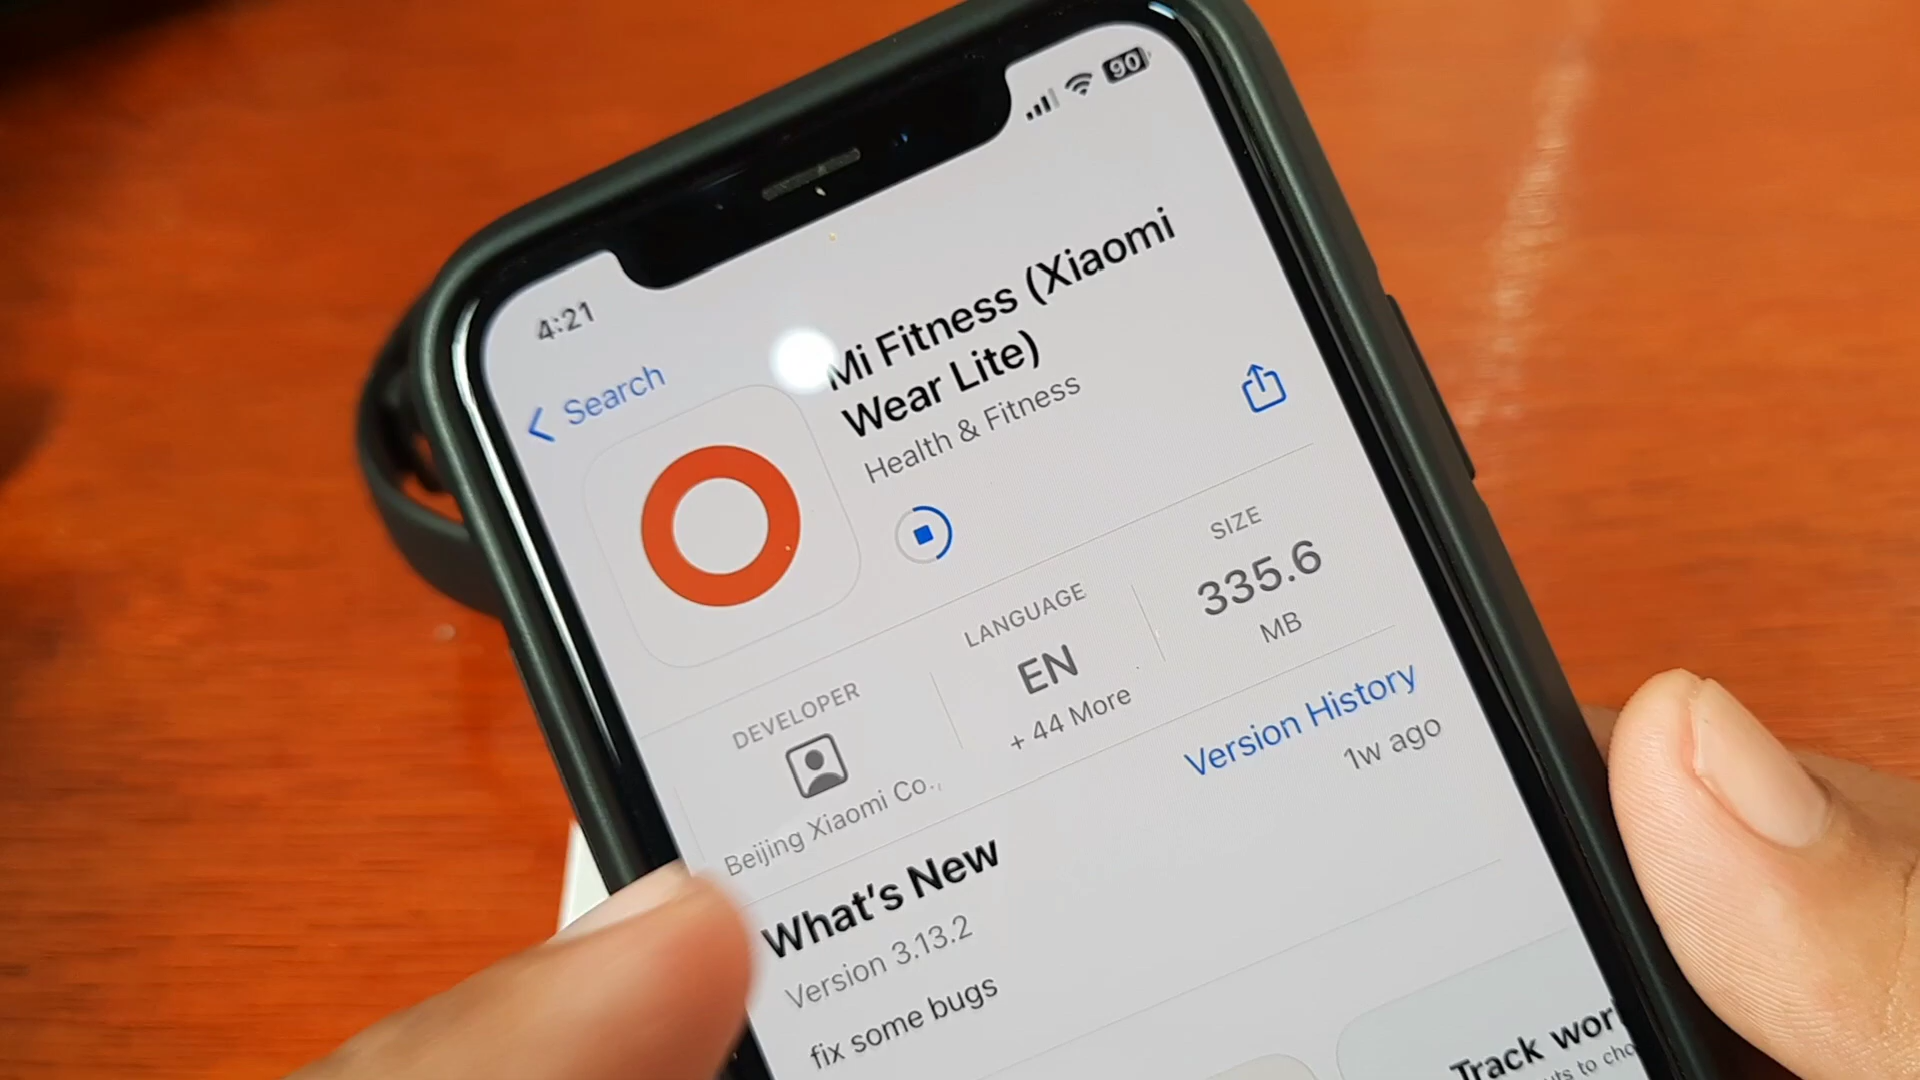 4:21
90
Search
Mi Fitness (Xiaomi
Wear Lite)
Health & Fitness
DEVELOPER
Beijing Xiaomi Co.,
LANGUAGE
EN
+ 44 More
SIZE
335.6
MB
What's New
Version History
Version 3.13.2
1w ago
fix some bugs
Track
to